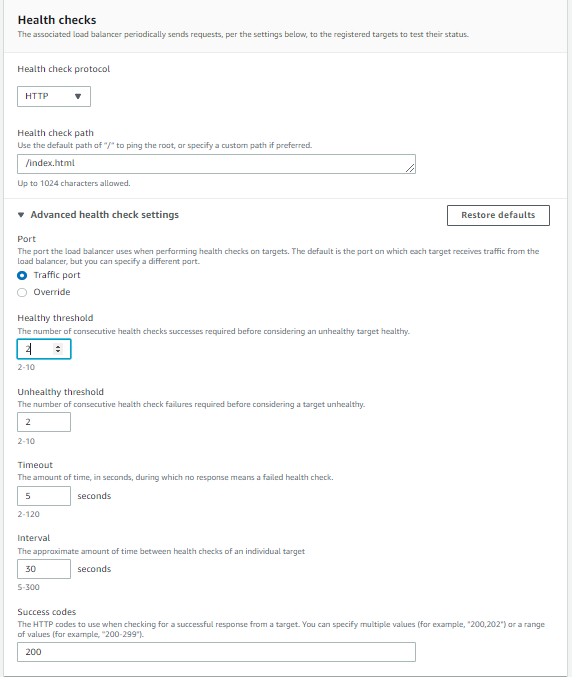 Health checks
The associated load balancer periodically sends requests, per the settings below, to the registered targets to test their status.
Health check protocol
HTTP
Health check path
Use the default path of "/" to ping the root, or specify a custom path if preferred.
/index.html
Up to 1024 characters allowed.
Advanced health check settings
Restore defaults
Port
The port the load balancer uses when performing health checks on targets. The default is the port on which each target receives traffic from the
load balancer, but you can specify a different port.
Traffic port
Override
Healthy threshold
The number of consecutive health checks successes required before considering an unhealthy target healthy.
2
2-10
Unhealthy threshold
The number of consecutive health check failures required before considering a target unhealthy.
2
2-10
Timeout
The amount of time, in seconds, during which no response means a failed health check.
5 seconds
2-120
Interval
The approximate amount of time between health checks of an individual target
30 seconds
5-300
Success codes
The HTTP codes to use when checking for a successful response from a target. You can specify multiple values (for example, "200,202") or a range
of values (for example, "200-299").
200